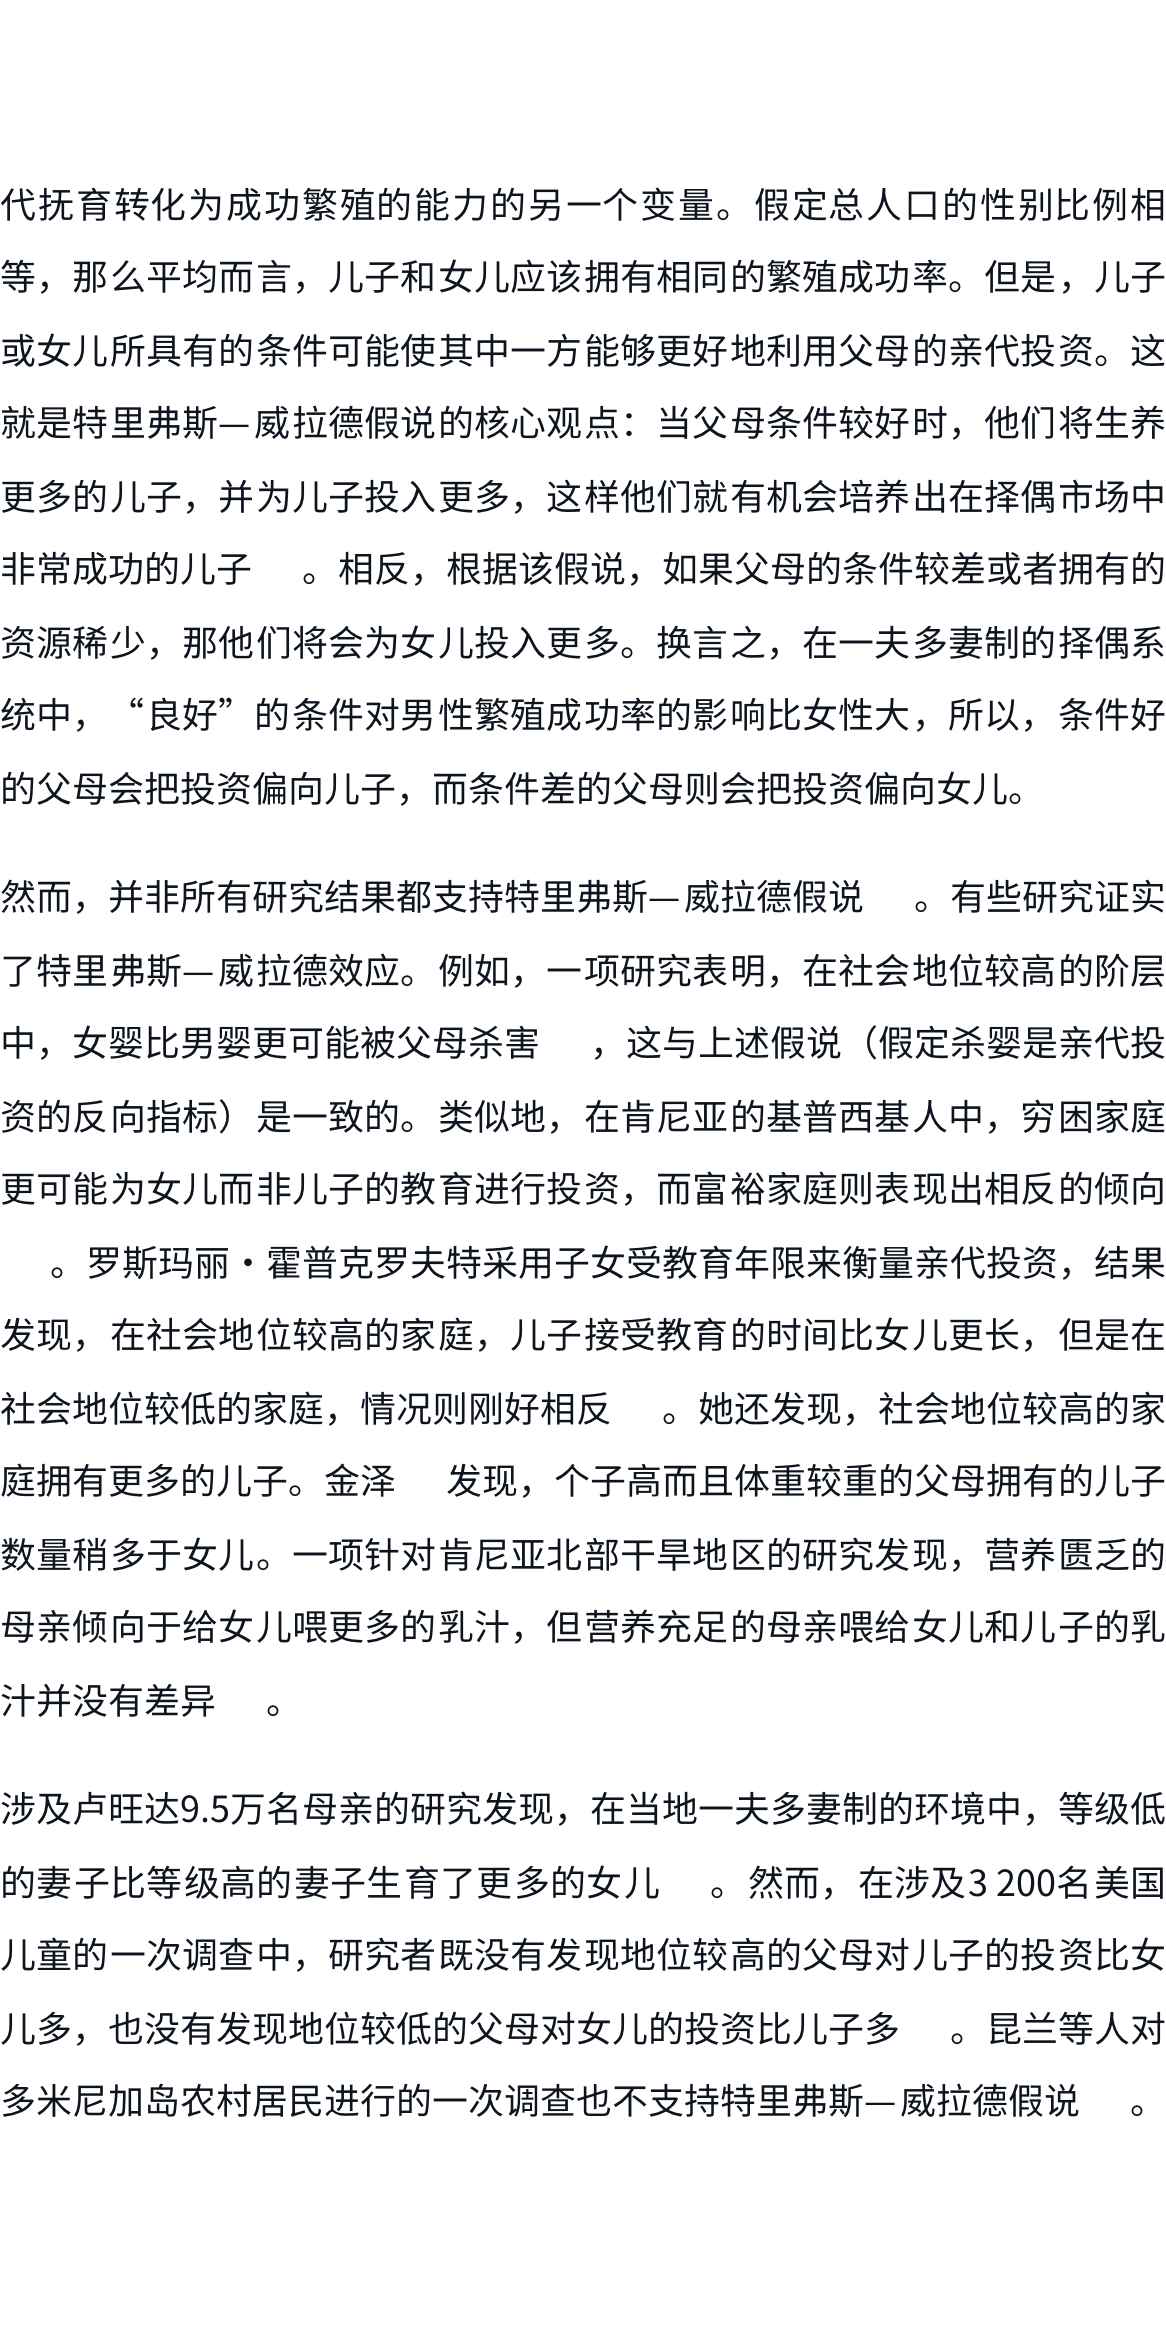 代抚育转化为成功繁殖的能力的另一个变量。假定总人口的性别比例相
等，那么平均而言，儿子和女儿应该拥有相同的繁殖成功率。但是，儿子
或女儿所具有的条件可能使其中一方能够更好地利用父母的亲代投资。这
就是特里弗斯—威拉德假说的核心观点：当父母条件较好时，他们将生养
更多的儿子，并为儿子投入更多，这样他们就有机会培养出在择偶市场中
非常成功的儿子 。相反，根据该假说，如果父母的条件较差或者拥有的
资源稀少，那他们将会为女儿投入更多。换言之，在一夫多妻制的择偶系
统中，“良好”的条件对男性繁殖成功率的影响比女性大，所以，条件好
的父母会把投资偏向儿子，而条件差的父母则会把投资偏向女儿。
然而，并非所有研究结果都支持特里弗斯—威拉德假说 。有些研究证实
了特里弗斯—威拉德效应。例如，一项研究表明，在社会地位较高的阶层
中，女婴比男婴更可能被父母杀害 ，这与上述假说（假定杀婴是亲代投
资的反向指标）是一致的。类似地，在肯尼亚的基普西基人中，穷困家庭
更可能为女儿而非儿子的教育进行投资，而富裕家庭则表现出相反的倾向
。罗斯玛丽·霍普克罗夫特采用子女受教育年限来衡量亲代投资，结果
发现，在社会地位较高的家庭，儿子接受教育的时间比女儿更长，但是在
社会地位较低的家庭，情况则刚好相反 。她还发现，社会地位较高的家
庭拥有更多的儿子。金泽 发现，个子高而且体重较重的父母拥有的儿子
数量稍多于女儿。一项针对肯尼亚北部干旱地区的研究发现，营养匮乏的
母亲倾向于给女儿喂更多的乳汁，但营养充足的母亲喂给女儿和儿子的乳
汁并没有差异 。
涉及卢旺达9.5万名母亲的研究发现，在当地一夫多妻制的环境中，等级低
的妻子比等级高的妻子生育了更多的女儿 。然而，在涉及3 200名美国
儿童的一次调查中，研究者既没有发现地位较高的父母对儿子的投资比女
儿多，也没有发现地位较低的父母对女儿的投资比儿子多 。昆兰等人对
多米尼加岛农村居民进行的一次调查也不支持特里弗斯—威拉德假说 。